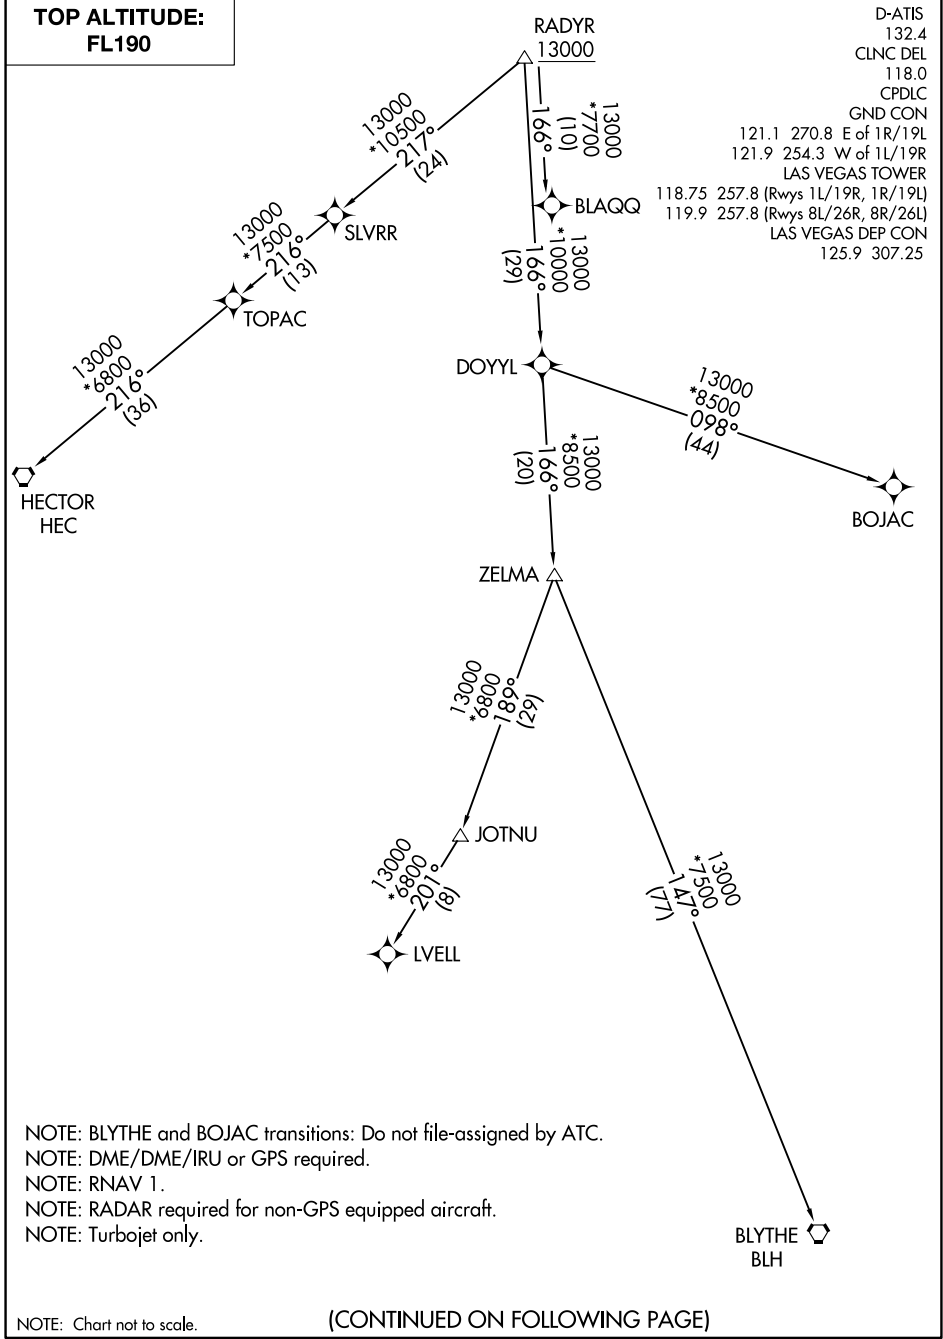 TOP ALTITUDE:
FL190
RADYR
13000
D-ATIS
132.4
CLNC DEL
118.0
CPDLC
GND CON
121.1 270.8 E of 1R/19L
121.9 254.3 W of 1L/19R
LAS VEGAS TOWER
118.75 257.8 (Rwys 1L/19R, 1R/19L)
119.9 257.8 (Rwys 8L/26R, 8R/26L)
LAS VEGAS DEP CON
125.9 307.25
13000
*10500
217°
(24)
13000
*7700
(10)
166°
SLVRR
BLAQQ
13000
*7500
216°
(13)
13000
*10000
166°
(29)
TOPAC
DOYYL
13000
*6800
216°
(36)
13000
*8500
098°
(44)
HECTOR
HEC
13000
*8500
166°
(20)
BOJAC
ZELMA
13000
*6800
189°
(29)
JOTNU
13000
*6800
201°
(8)
13000
*7500
147°
(77)
LVELL
NOTE: BLYTHE and BOJAC transitions: Do not file-assigned by ATC.
NOTE: DME/DME/IRU or GPS required.
NOTE: RNAV 1.
NOTE: RADAR required for non-GPS equipped aircraft.
NOTE: Turbojet only.
BLYTHE
BLH
NOTE: Chart not to scale.
(CONTINUED ON FOLLOWING PAGE)